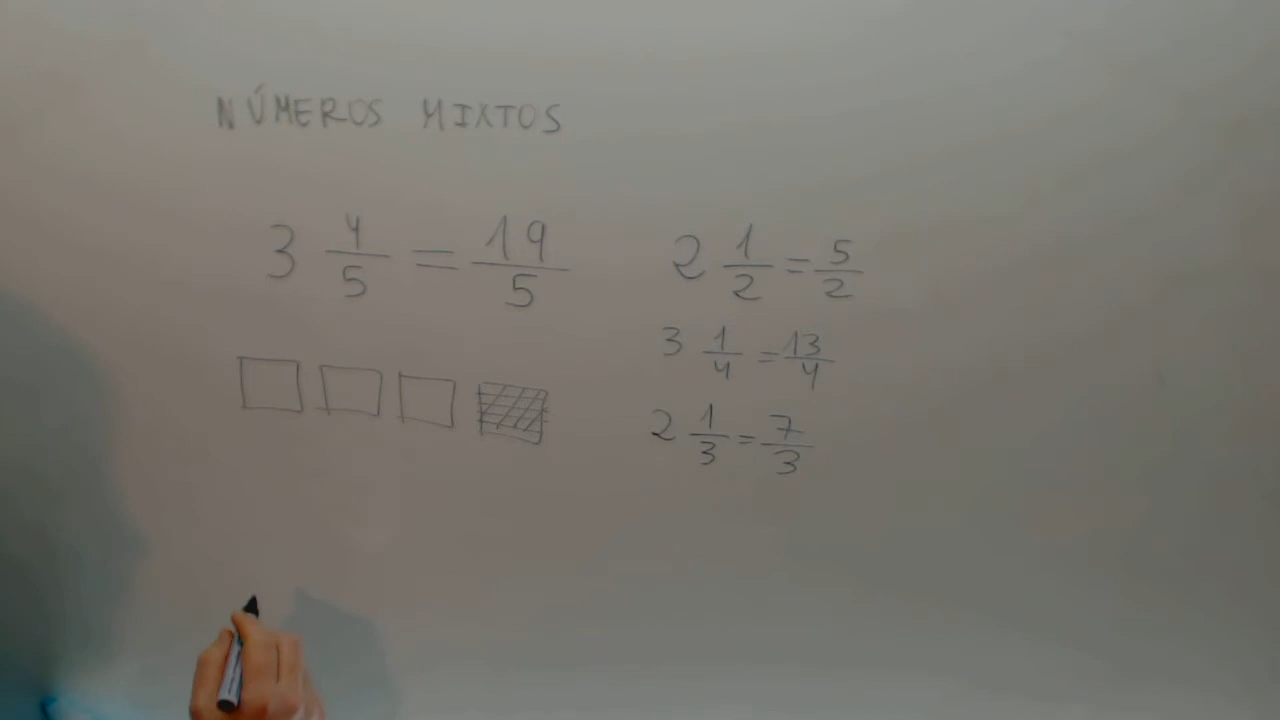 NÚMEROS MIXTOS
3 4/5 = 19/5
2 1/2 = 5/2
3 1/4 = 13/4
2 1/3 = 7/3